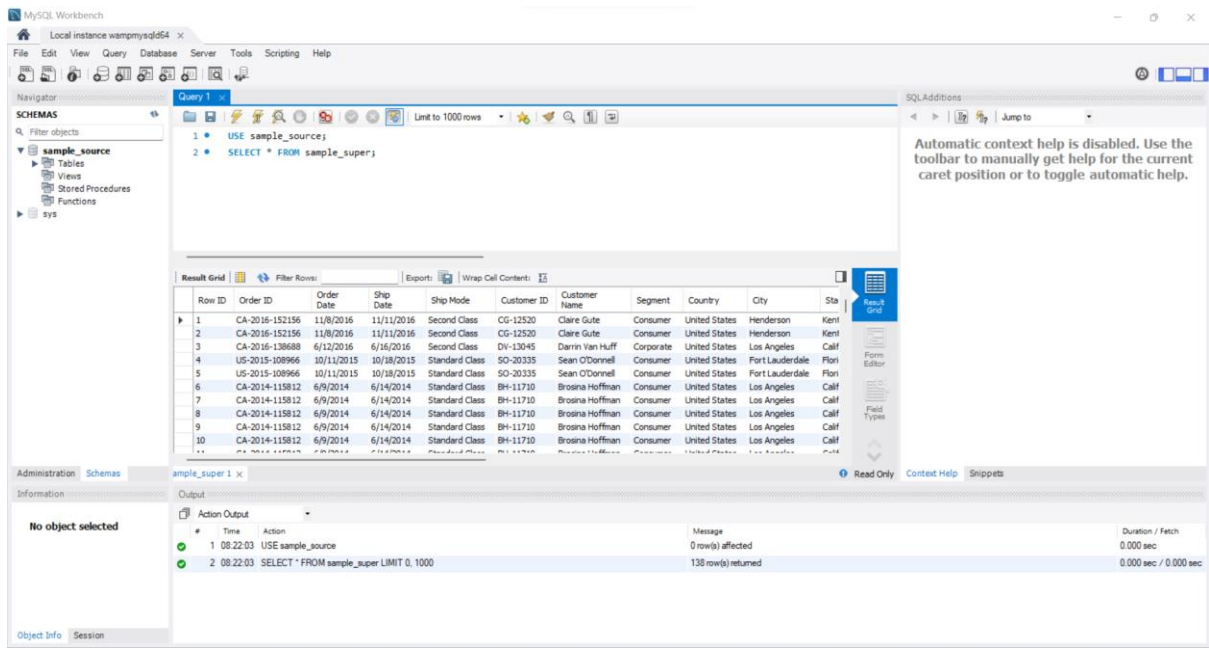 MySQL Workbench
Local instance wampmysqld64
File Edit View Query Database Server Tools Scripting Help
Navigator
SCHEMAS
Filter objects
sample_source
Tables
Views
Stored Procedures
Functions
sys
Administration Schemas
Information
No object selected
Object Info Session
Query 1
Limit to 1000 rows
1 USE sample_source;
2 SELECT * FROM sample_super;
Result Grid Filter Rows: Export: Wrap Cell Content:
Row ID Order ID Order Date Ship Date Ship Mode Customer ID Customer Name Segment Country City Sta
1 CA-2016-152156 11/8/2016 11/11/2016 Second Class CG-12520 Claire Gute Consumer United States Henderson Kent
2 CA-2016-152156 11/8/2016 11/11/2016 Second Class CG-12520 Claire Gute Consumer United States Henderson Kent
3 CA-2016-138688 6/12/2016 6/16/2016 Second Class DV-13045 Darrin Van Huff Corporate United States Los Angeles Calif
4 US-2015-108966 10/11/2015 10/18/2015 Standard Class SO-20335 Sean O'Donnell Consumer United States Fort Lauderdale Flori
5 US-2015-108966 10/11/2015 10/18/2015 Standard Class SO-20335 Sean O'Donnell Consumer United States Fort Lauderdale Flori
6 CA-2014-115812 6/9/2014 6/14/2014 Standard Class BH-11710 Brosina Hoffman Consumer United States Los Angeles Calif
7 CA-2014-115812 6/9/2014 6/14/2014 Standard Class BH-11710 Brosina Hoffman Consumer United States Los Angeles Calif
8 CA-2014-115812 6/9/2014 6/14/2014 Standard Class BH-11710 Brosina Hoffman Consumer United States Los Angeles Calif
9 CA-2014-115812 6/9/2014 6/14/2014 Standard Class BH-11710 Brosina Hoffman Consumer United States Los Angeles Calif
10 CA-2014-115812 6/9/2014 6/14/2014 Standard Class BH-11710 Brosina Hoffman Consumer United States Los Angeles Calif
Result Grid
Form Editor
Field Types
ample_super 1
Read Only
SQLAdditions
Jump to
Automatic context help is disabled. Use the
toolbar to manually get help for the current
caret position or to toggle automatic help.
Context Help Snippets
Output
Action Output
# Time Action Message Duration / Fetch
1 08:22:03 USE sample_source 0 row(s) affected 0.000 sec
2 08:22:03 SELECT * FROM sample_super LIMIT 0, 1000 138 row(s) returned 0.000 sec / 0.000 sec